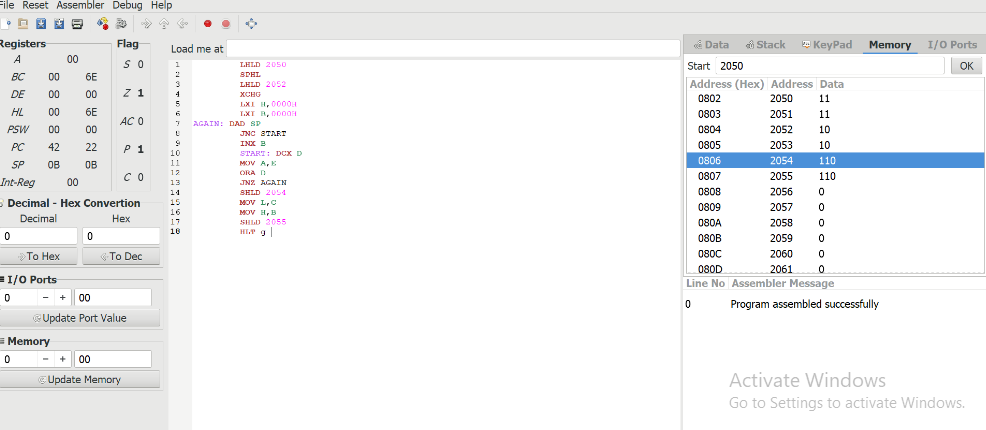 File Reset Assembler Debug Help
Registers
Flag
A 00
BC 00 6E
DE 00 00
HL 00 6E
PSW 00 00
PC 42 22
SP 0B 0B
Int-Reg 00
S 0
Z 1
AC 0
P 1
C 0
Decimal - Hex Convertion
Decimal Hex
0 0
To Hex To Dec
I/O Ports
0 - + 00
Update Port Value
Memory
0 - + 00
Update Memory
Load me at
1 LHLD 2050
2 SPHL
3 LHLD 2052
4 XCHG
5 LXI H,0000H
6 LXI B,0000H
7 AGAIN: DAD SP
8 JNC START
9 INX B
10 START: DCX D
11 MOV A,E
12 ORA D
13 JNZ AGAIN
14 SHLD 2054
15 MOV L,C
16 MOV H,B
17 SHLD 2055
18 HLT g
Data Stack KeyPad Memory I/O Ports
Start 2050 OK
Address (Hex) Address Data
0802 2050 11
0803 2051 11
0804 2052 10
0805 2053 10
0806 2054 110
0807 2055 110
0808 2056 0
0809 2057 0
080A 2058 0
080B 2059 0
080C 2060 0
080D 2061 0
Line No Assembler Message
0 Program assembled successfully
Activate Windows
Go to Settings to activate Windows.